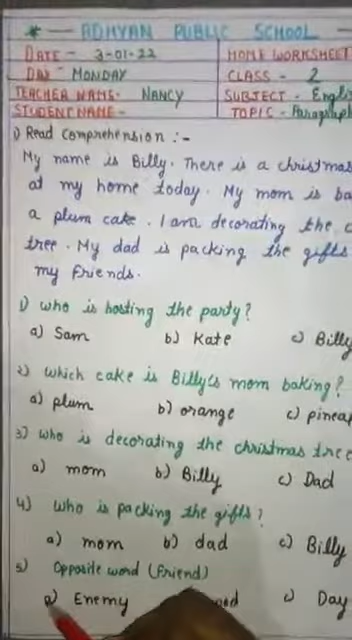 ADHYAN PUBLIC SCHOOL
DATE - 3-01-22 HOME WORKSHEET
DAY - MONDAY CLASS - 2
TEACHER NAME:- NANCY SUBJECT - Engli
STUDENT NAME - TOPIC - Paragraph
1) Read comprehension :-
My name is Billy. There is a christmas
at my home today. My mom is ba
a plum cake. I am decorating the c
tree. My dad is packing the gifts
my friends.
1) who is hosting the party?
a) Sam b) Kate c) Billy
2) which cake is Billy's mom baking?
a) plum b) orange c) pineap
3) who is decorating the christmas tree
a) mom b) Billy c) Dad
4) who is packing the gifts?
a) mom b) dad c) Billy
5) opposite word (Friend)
a) Enemy c) Day